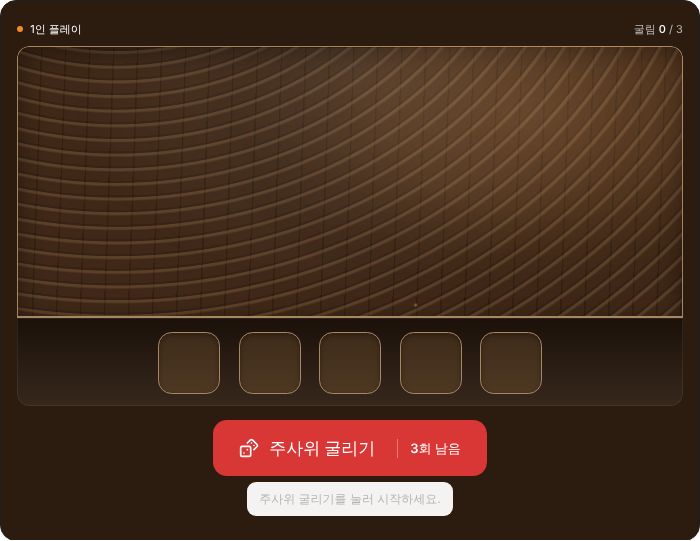 1인 플레이
굴림 0 / 3
주사위 굴리기
3회 남음
주사위 굴리기를 눌러 시작하세요.